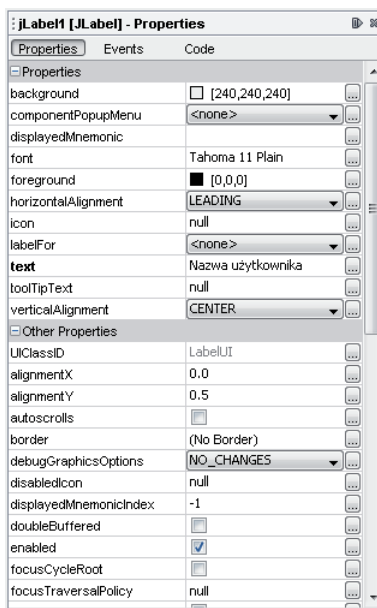 jLabel1 [JLabel] - Properties
Properties Events Code
Properties
background [240,240,240] ...
componentPopupMenu <none> ...
displayedMnemonic ...
font Tahoma 11 Plain ...
foreground [0,0,0] ...
horizontalAlignment LEADING ...
icon null ...
labelFor <none> ...
text Nazwa użytkownika ...
toolTipText null ...
verticalAlignment CENTER ...
Other Properties
UIClassID LabelUI ...
alignmentX 0.0 ...
alignmentY 0.5 ...
autoscrolls ...
border (No Border) ...
debugGraphicsOptions NO_CHANGES ...
disabledIcon null ...
displayedMnemonicIndex -1 ...
doubleBuffered ...
enabled ...
focusCycleRoot ...
focusTraversalPolicy null ...